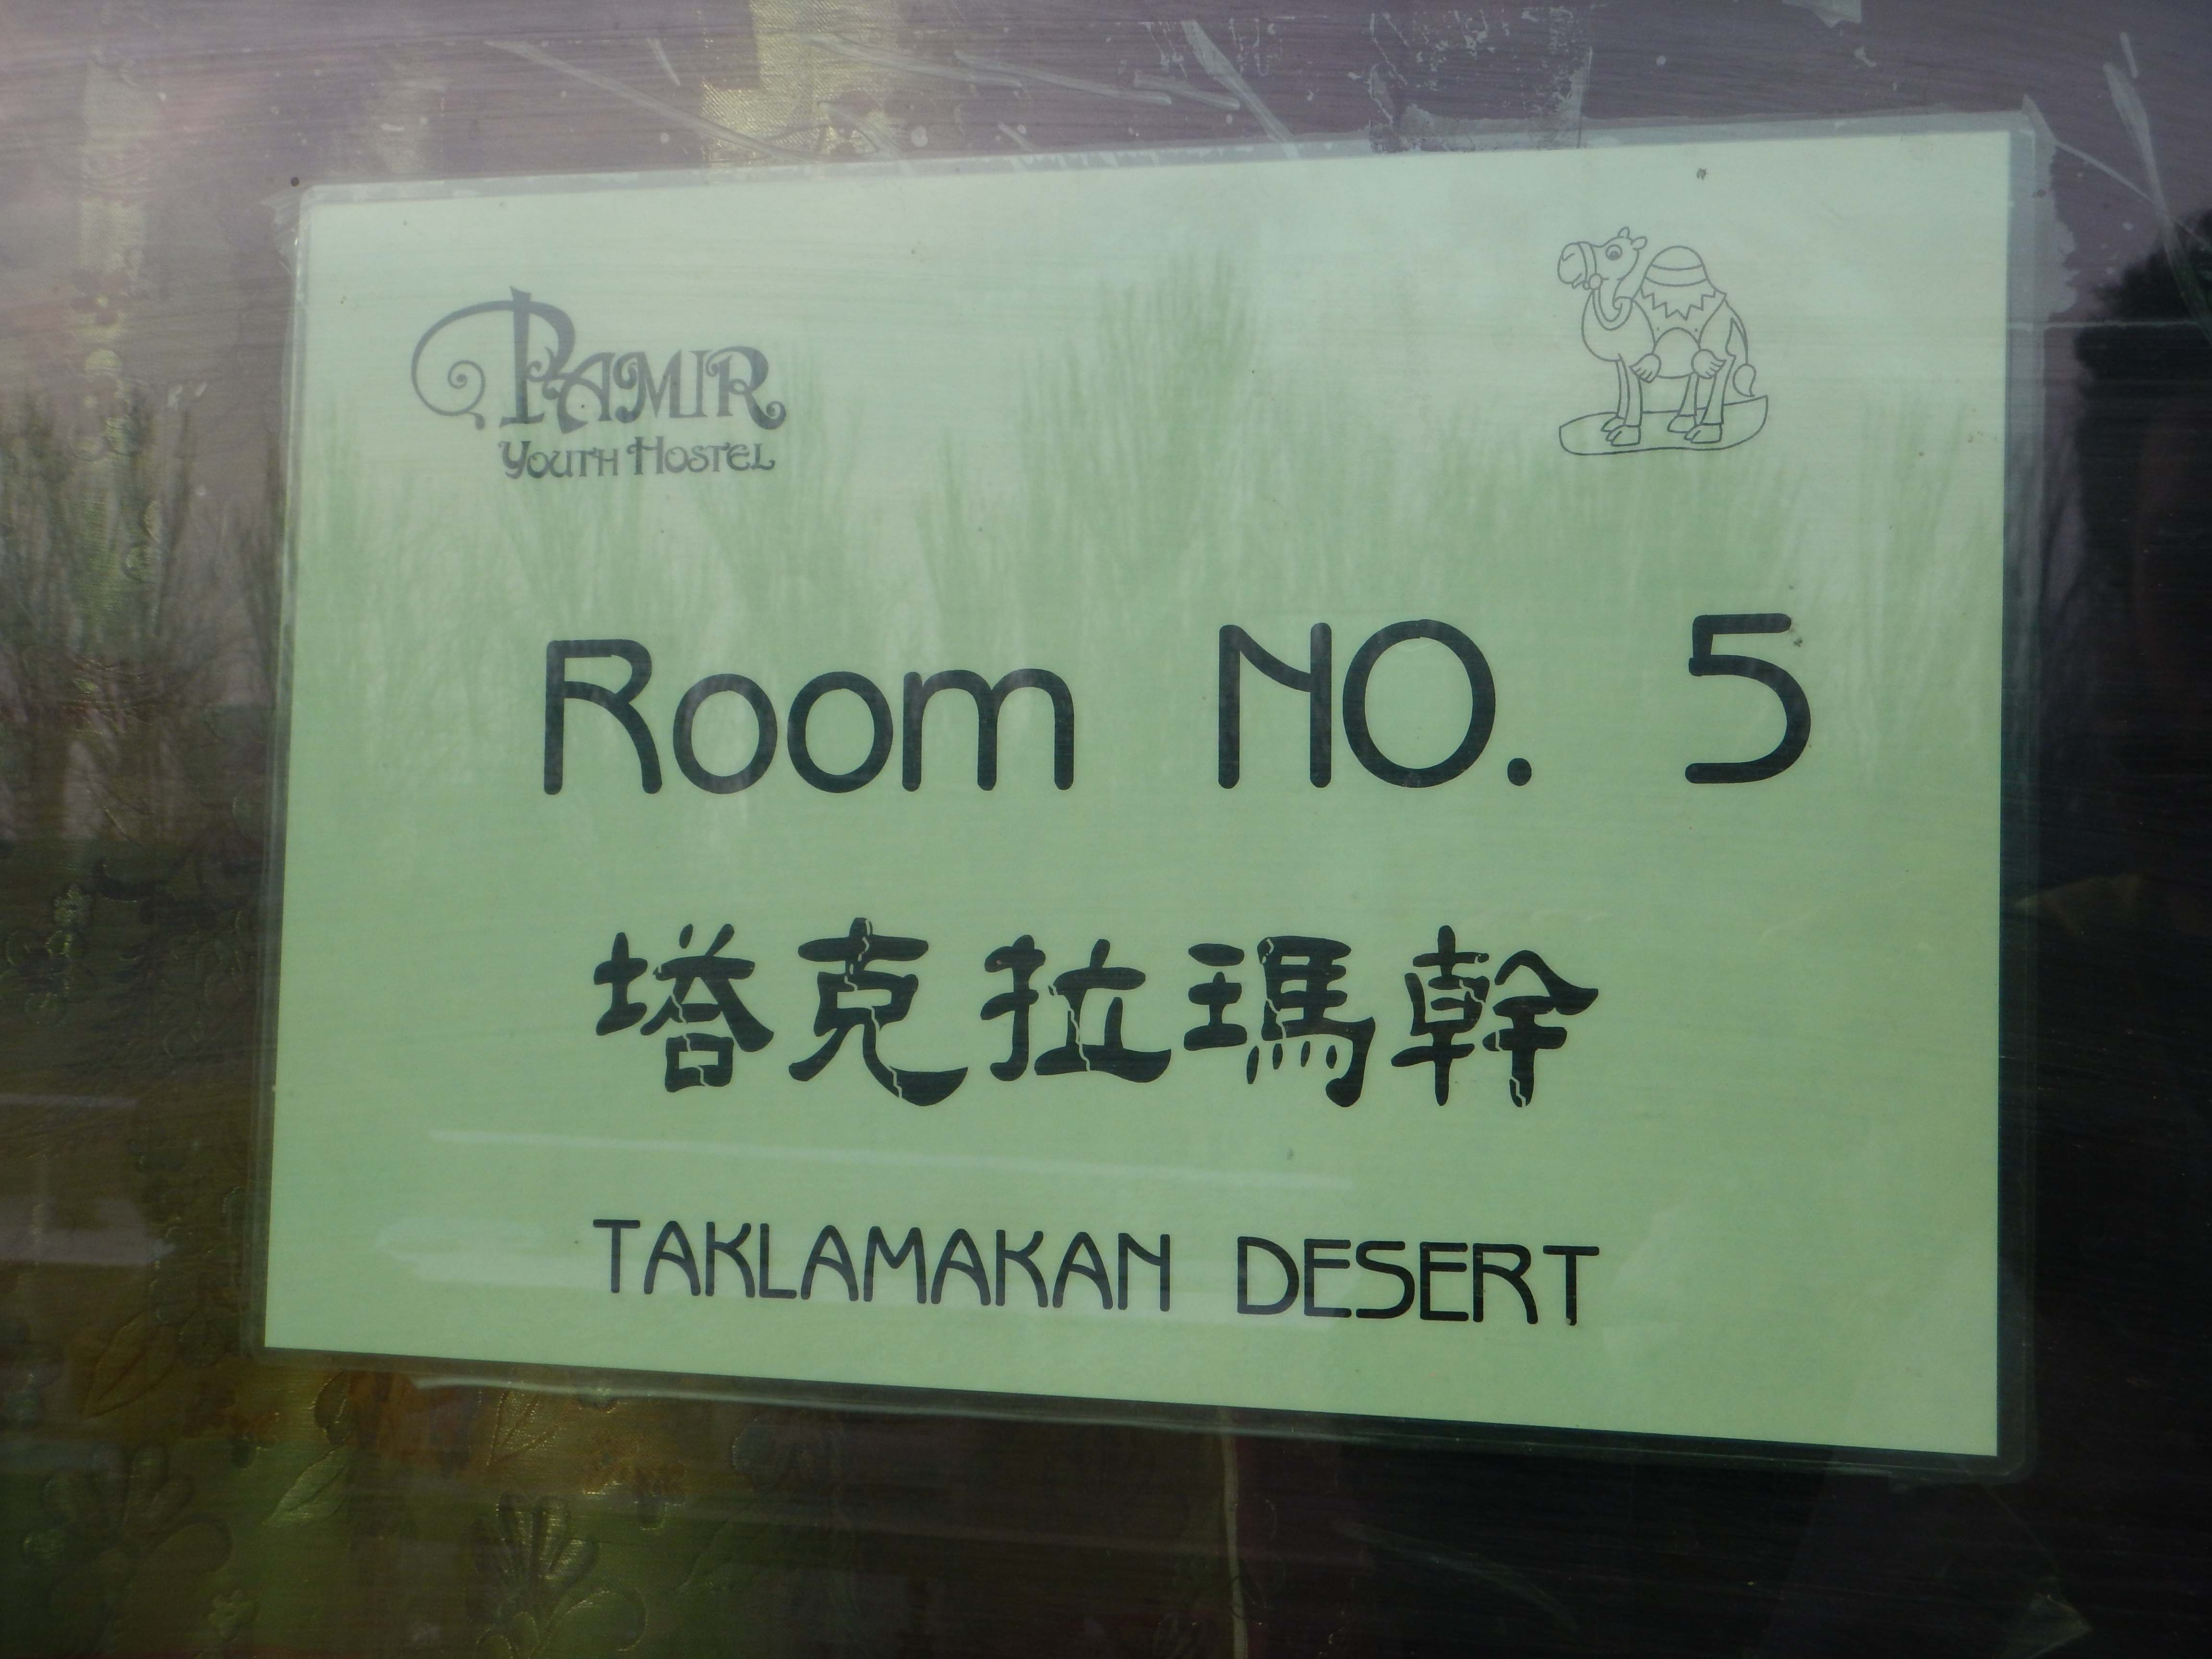 PAMIR
YOUTH HOSTEL
Room NO. 5
塔克拉瑪幹
TAKLAMAKAN DESERT